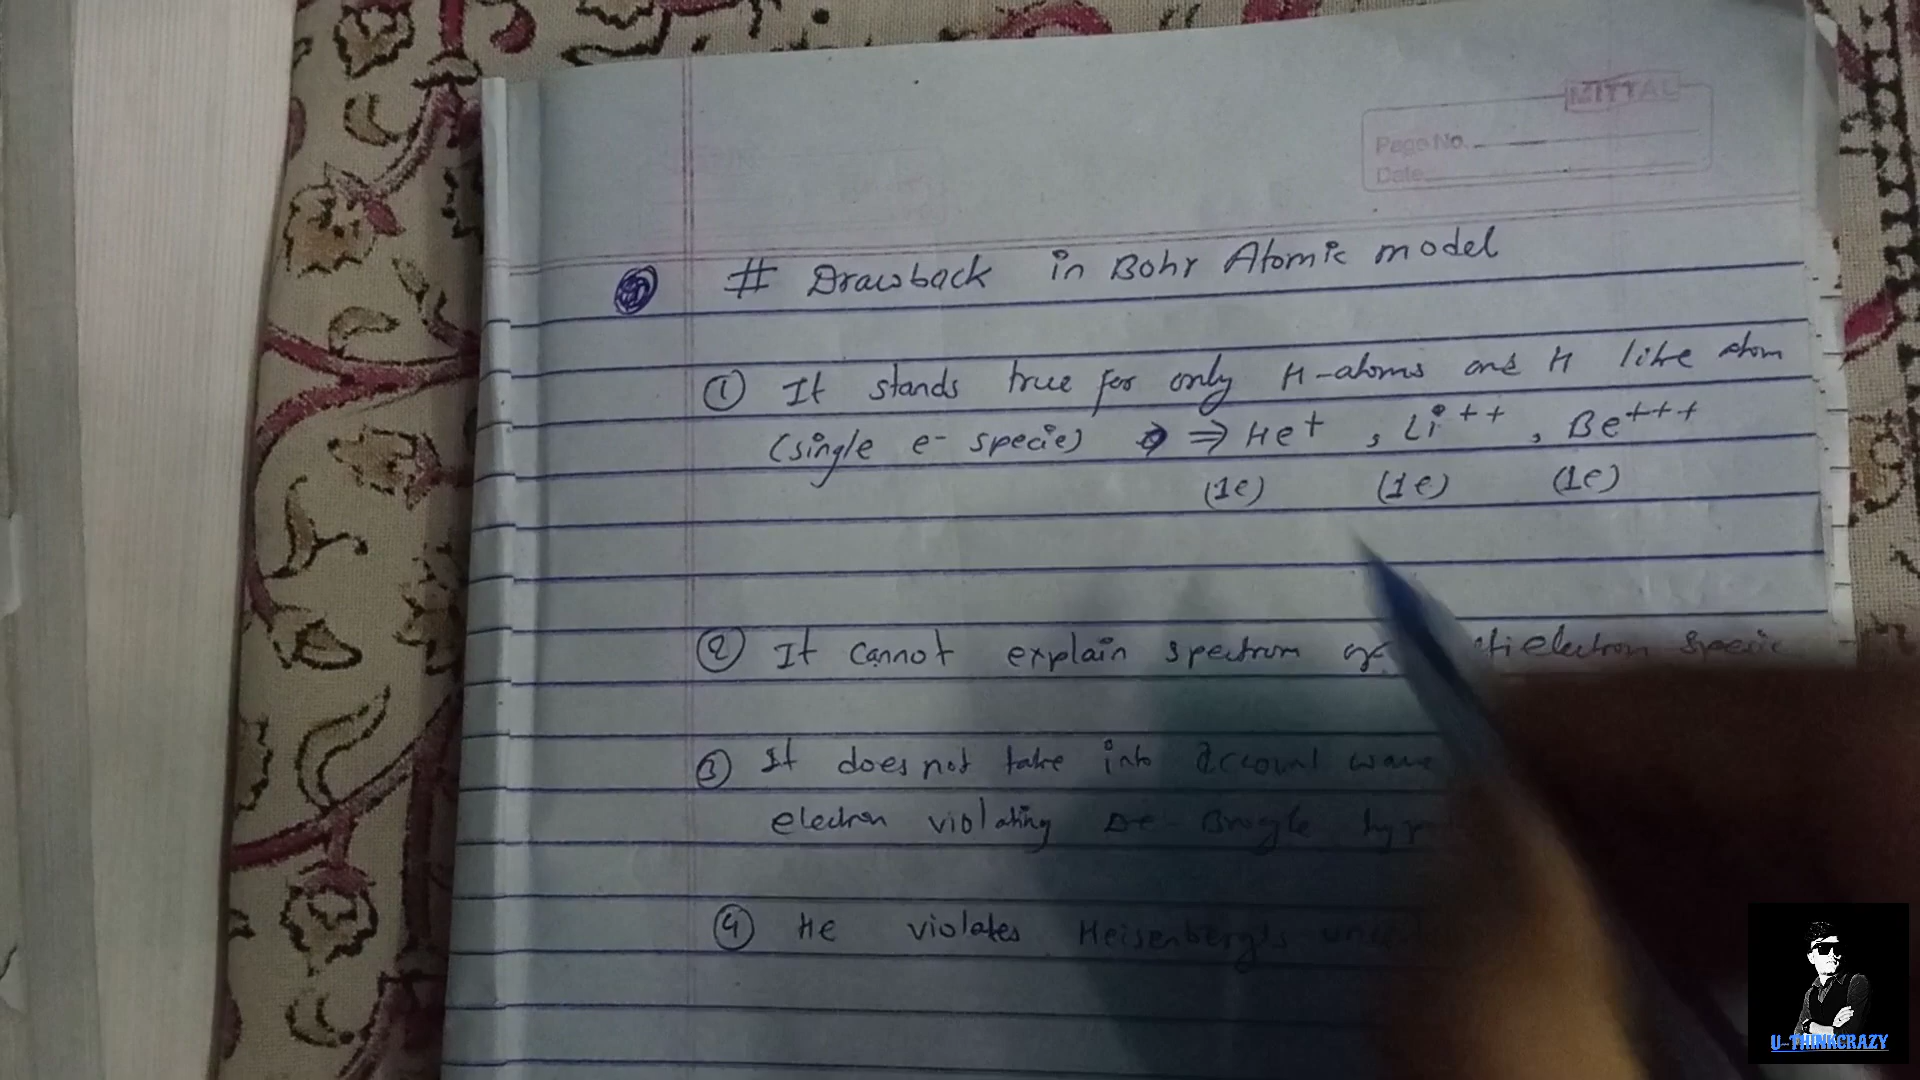 MITTAL
Page No.
Date
# Drawback in Bohr Atomic model
① It stands true for only H-atoms and H like atom
(single e- specie) ⇒ He+ , Li++ , Be+++
(1e) (1e) (1e)
② It cannot explain spectrum of specie
③ It does not take into account wave
electron violating De-Brogle
④ He violates Heisenberg's
U-THINKCRAZY